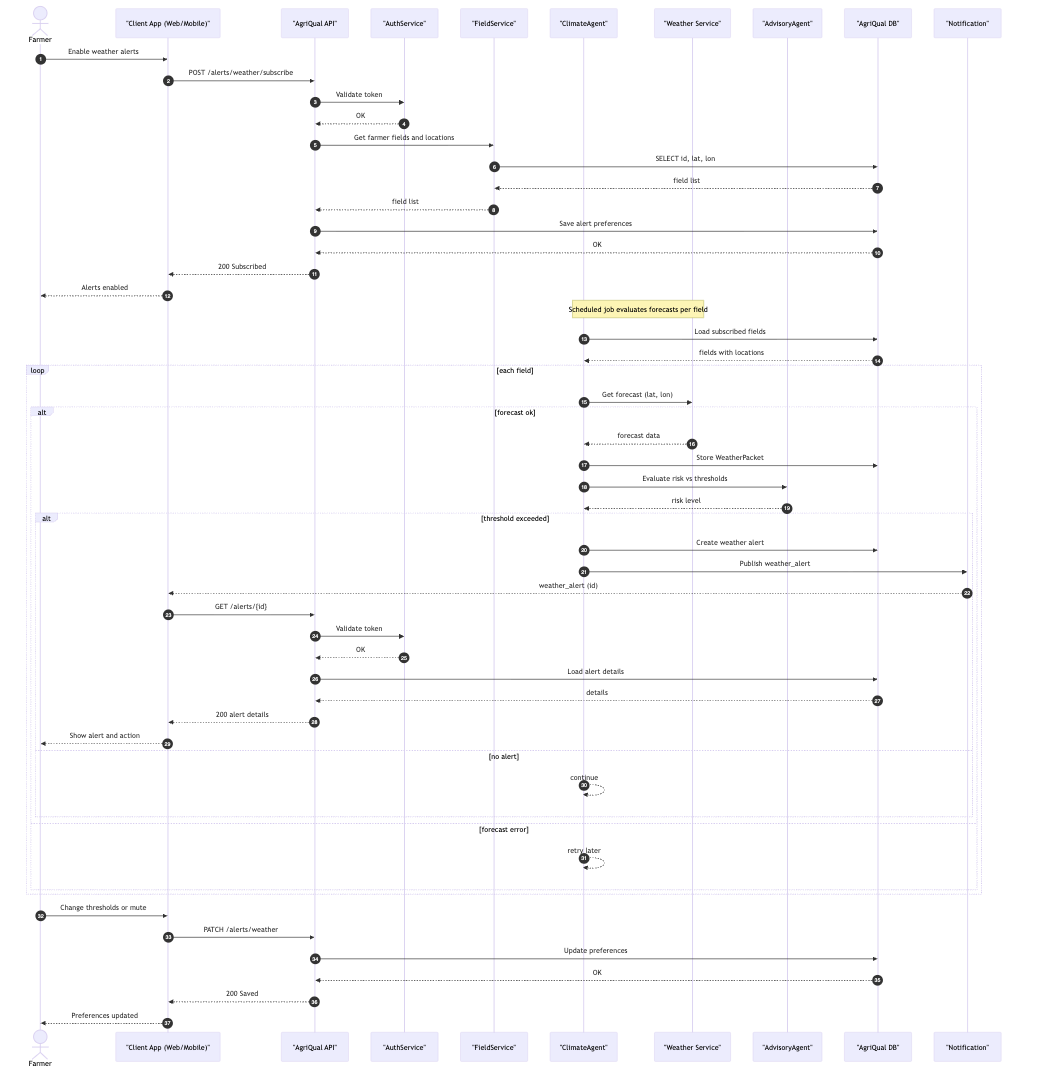 "Client App (Web/Mobile)" "AgriQual API" "AuthService" "FieldService" "ClimateAgent" "Weather Service" "AdvisoryAgent" "AgriQual DB" "Notification"
Farmer
Enable weather alerts
1
POST /alerts/weather/subscribe
2
Validate token
3
OK
4
Get farmer fields and locations
5
SELECT id, lat, lon
6
field list
7
field list
8
Save alert preferences
9
OK
10
200 Subscribed
11
Alerts enabled
12
Scheduled job evaluates forecasts per field
Load subscribed fields
13
fields with locations
14
loop [each field]
Get forecast (lat, lon)
15
alt [forecast ok]
forecast data
16
Store WeatherPacket
17
Evaluate risk vs thresholds
18
risk level
19
alt [threshold exceeded]
Create weather alert
20
Publish weather_alert
21
weather_alert (id)
22
GET /alerts/{id}
23
Validate token
24
OK
25
Load alert details
26
details
27
200 alert details
28
Show alert and action
29
[no alert]
continue
30
[forecast error]
retry later
31
Change thresholds or mute
32
PATCH /alerts/weather
33
Update preferences
34
OK
35
200 Saved
36
Preferences updated
37
"Client App (Web/Mobile)" "AgriQual API" "AuthService" "FieldService" "ClimateAgent" "Weather Service" "AdvisoryAgent" "AgriQual DB" "Notification"
Farmer